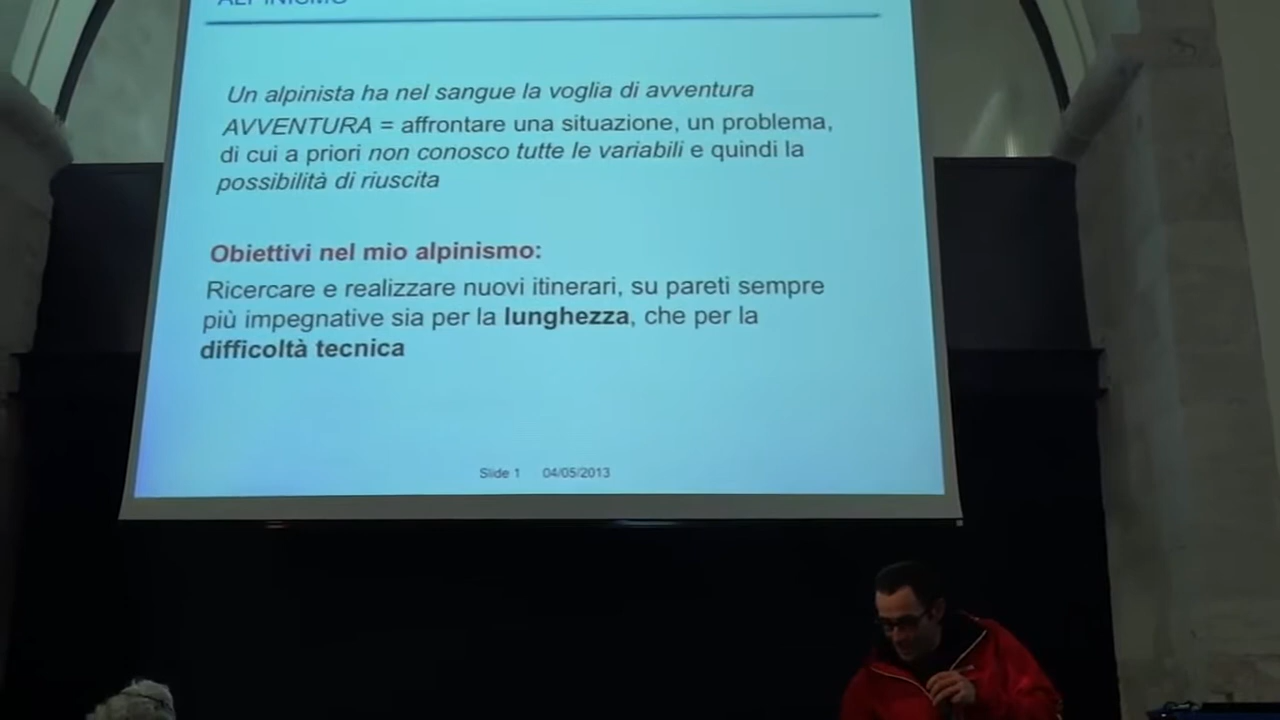 ALPINISMO
Un alpinista ha nel sangue la voglia di avventura
AVVENTURA = affrontare una situazione, un problema,
di cui a priori non conosco tutte le variabili e quindi la
possibilità di riuscita
Obiettivi nel mio alpinismo:
Ricercare e realizzare nuovi itinerari, su pareti sempre
più impegnative sia per la lunghezza, che per la
difficoltà tecnica
Slide 1 04/05/2013